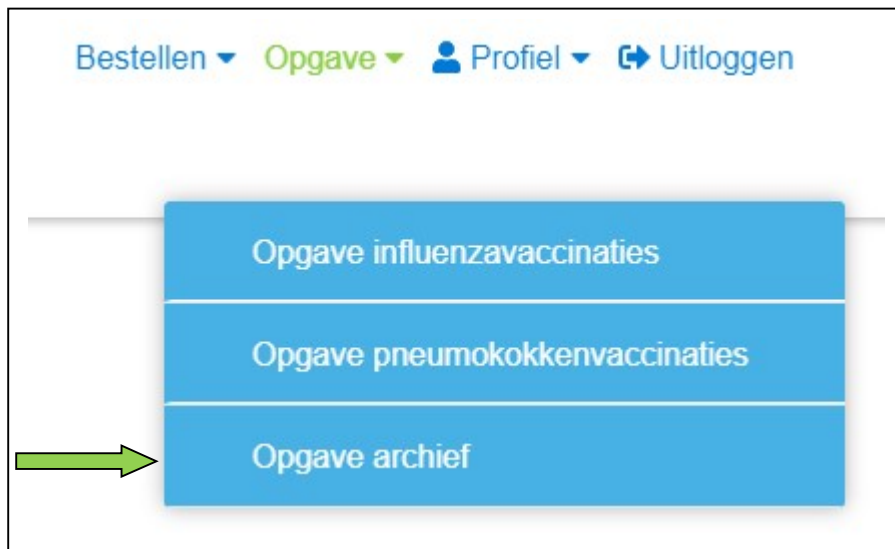 Bestellen Opgave Profiel Uitloggen
Opgave influenzavaccinaties
Opgave pneumokokkenvaccinaties
Opgave archief